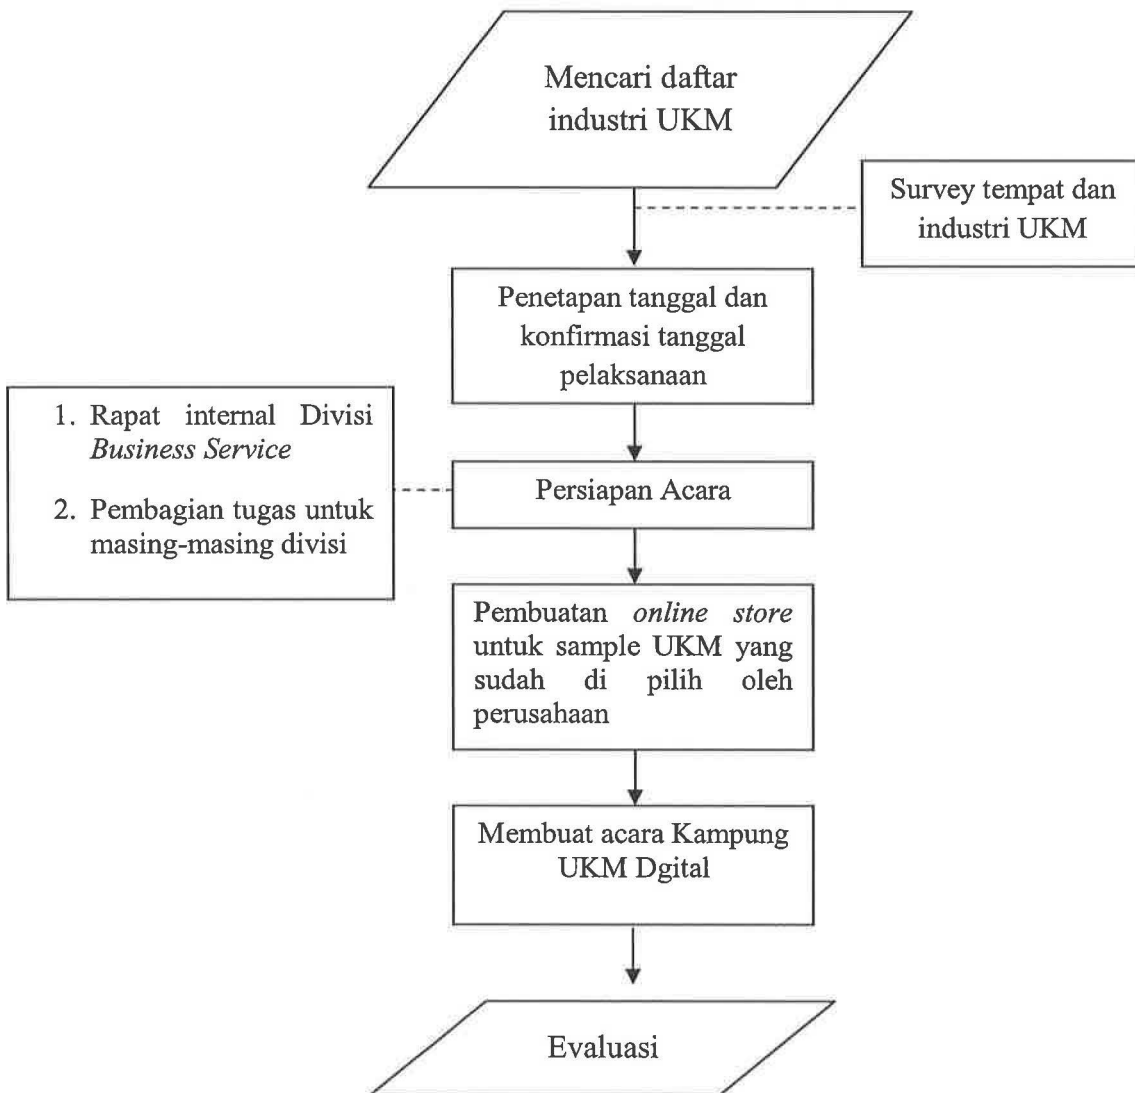 Mencari daftar
industri UKM
Survey tempat dan
industri UKM
Penetapan tanggal dan
konfirmasi tanggal
pelaksanaan
1. Rapat internal Divisi
Business Service
2. Pembagian tugas untuk
masing-masing divisi
Persiapan Acara
Pembuatan online store
untuk sample UKM yang
sudah di pilih oleh
perusahaan
Membuat acara Kampung
UKM Dgital
Evaluasi